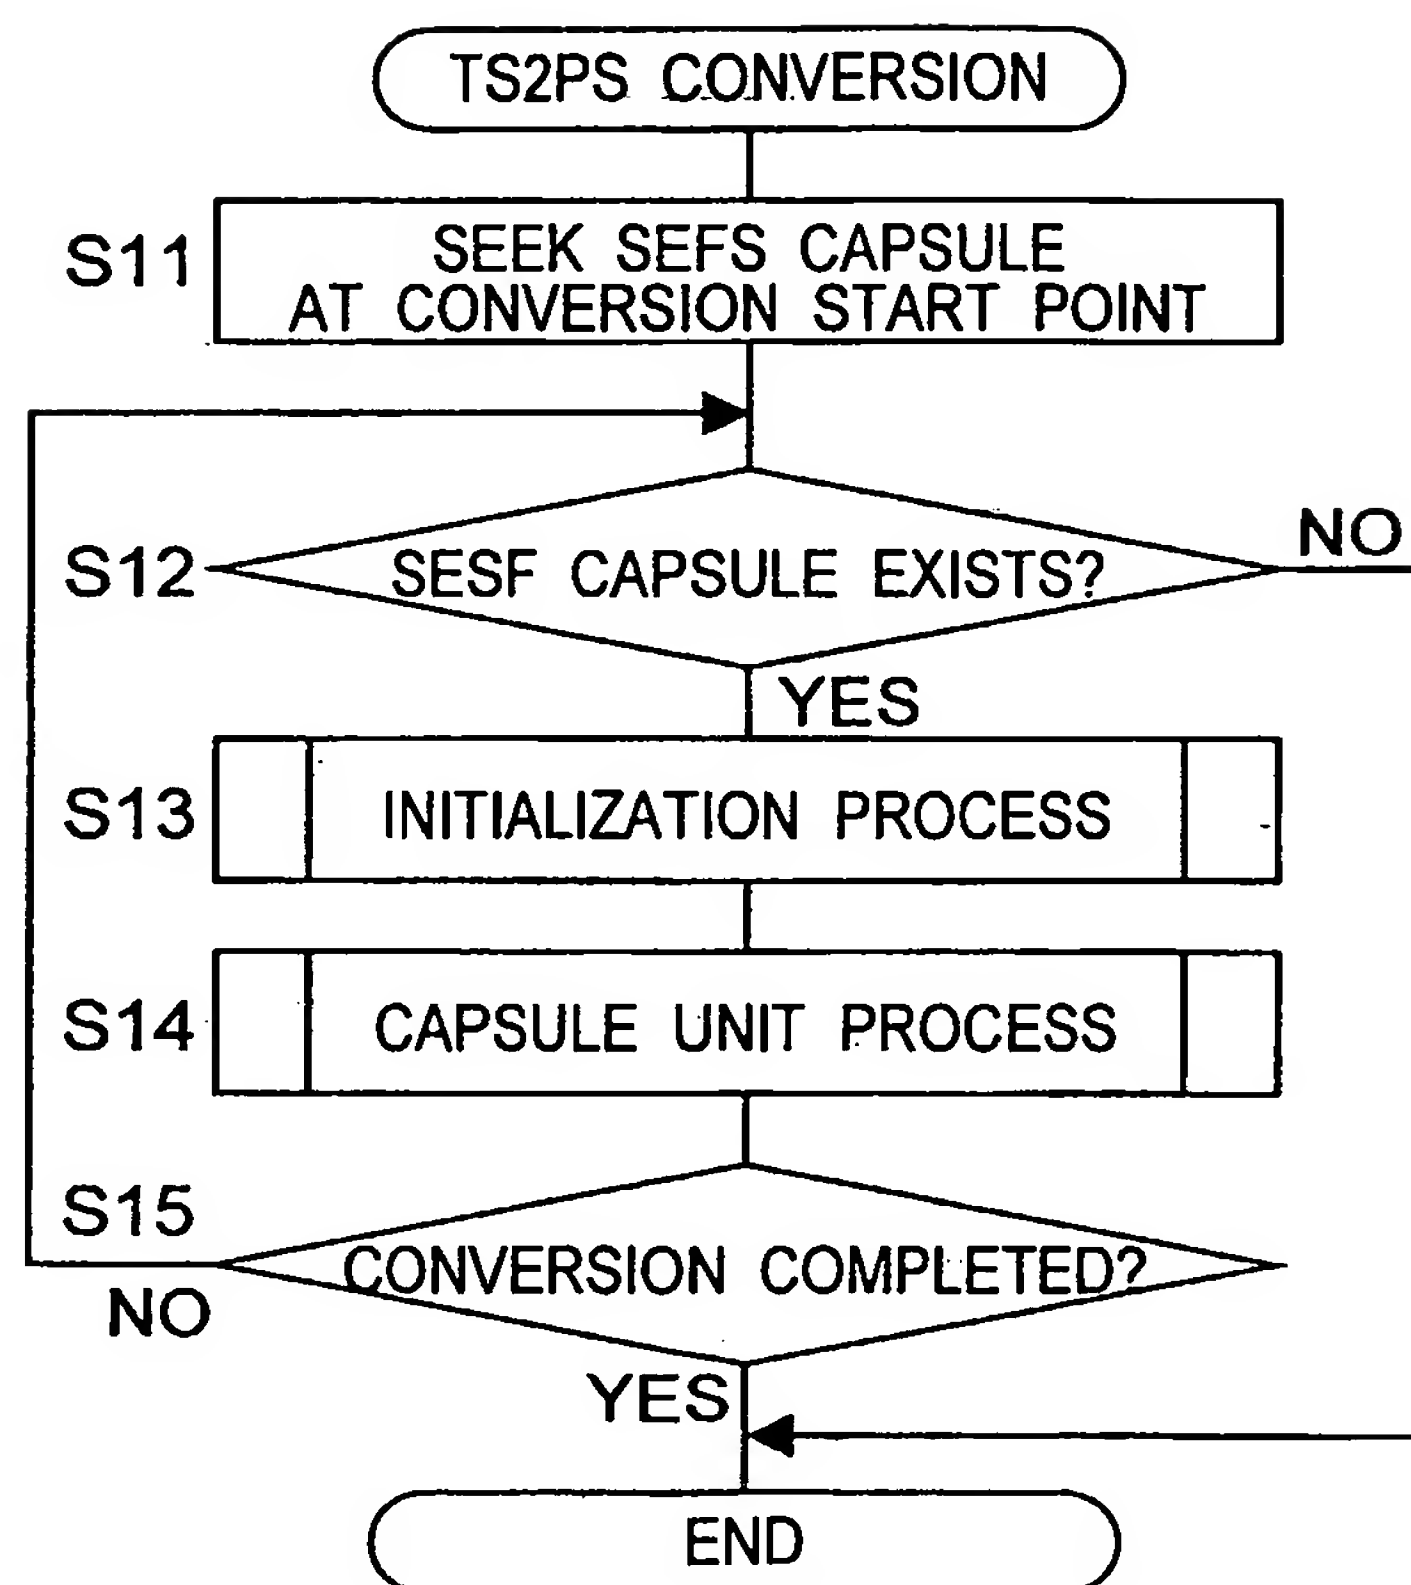 TS2PS CONVERSION
S11
SEEK SEFS CAPSULE
AT CONVERSION START POINT
S12
SESF CAPSULE EXISTS?
NO
YES
S13
INITIALIZATION PROCESS
S14
CAPSULE UNIT PROCESS
S15
CONVERSION COMPLETED?
NO
YES
END